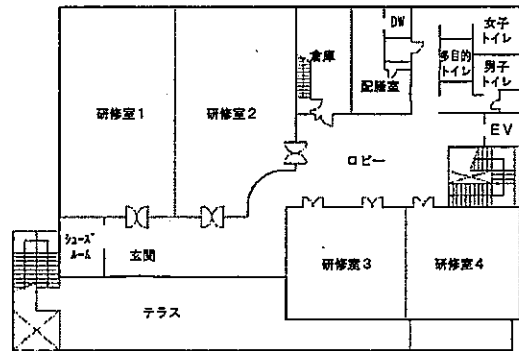 DW
女子
トイレ
倉庫
多目的
トイレ
男子
トイレ
配膳室
研修室1
研修室2
EV
ロビー
シューズ
ルーム
玄関
研修室3
研修室4
テラス